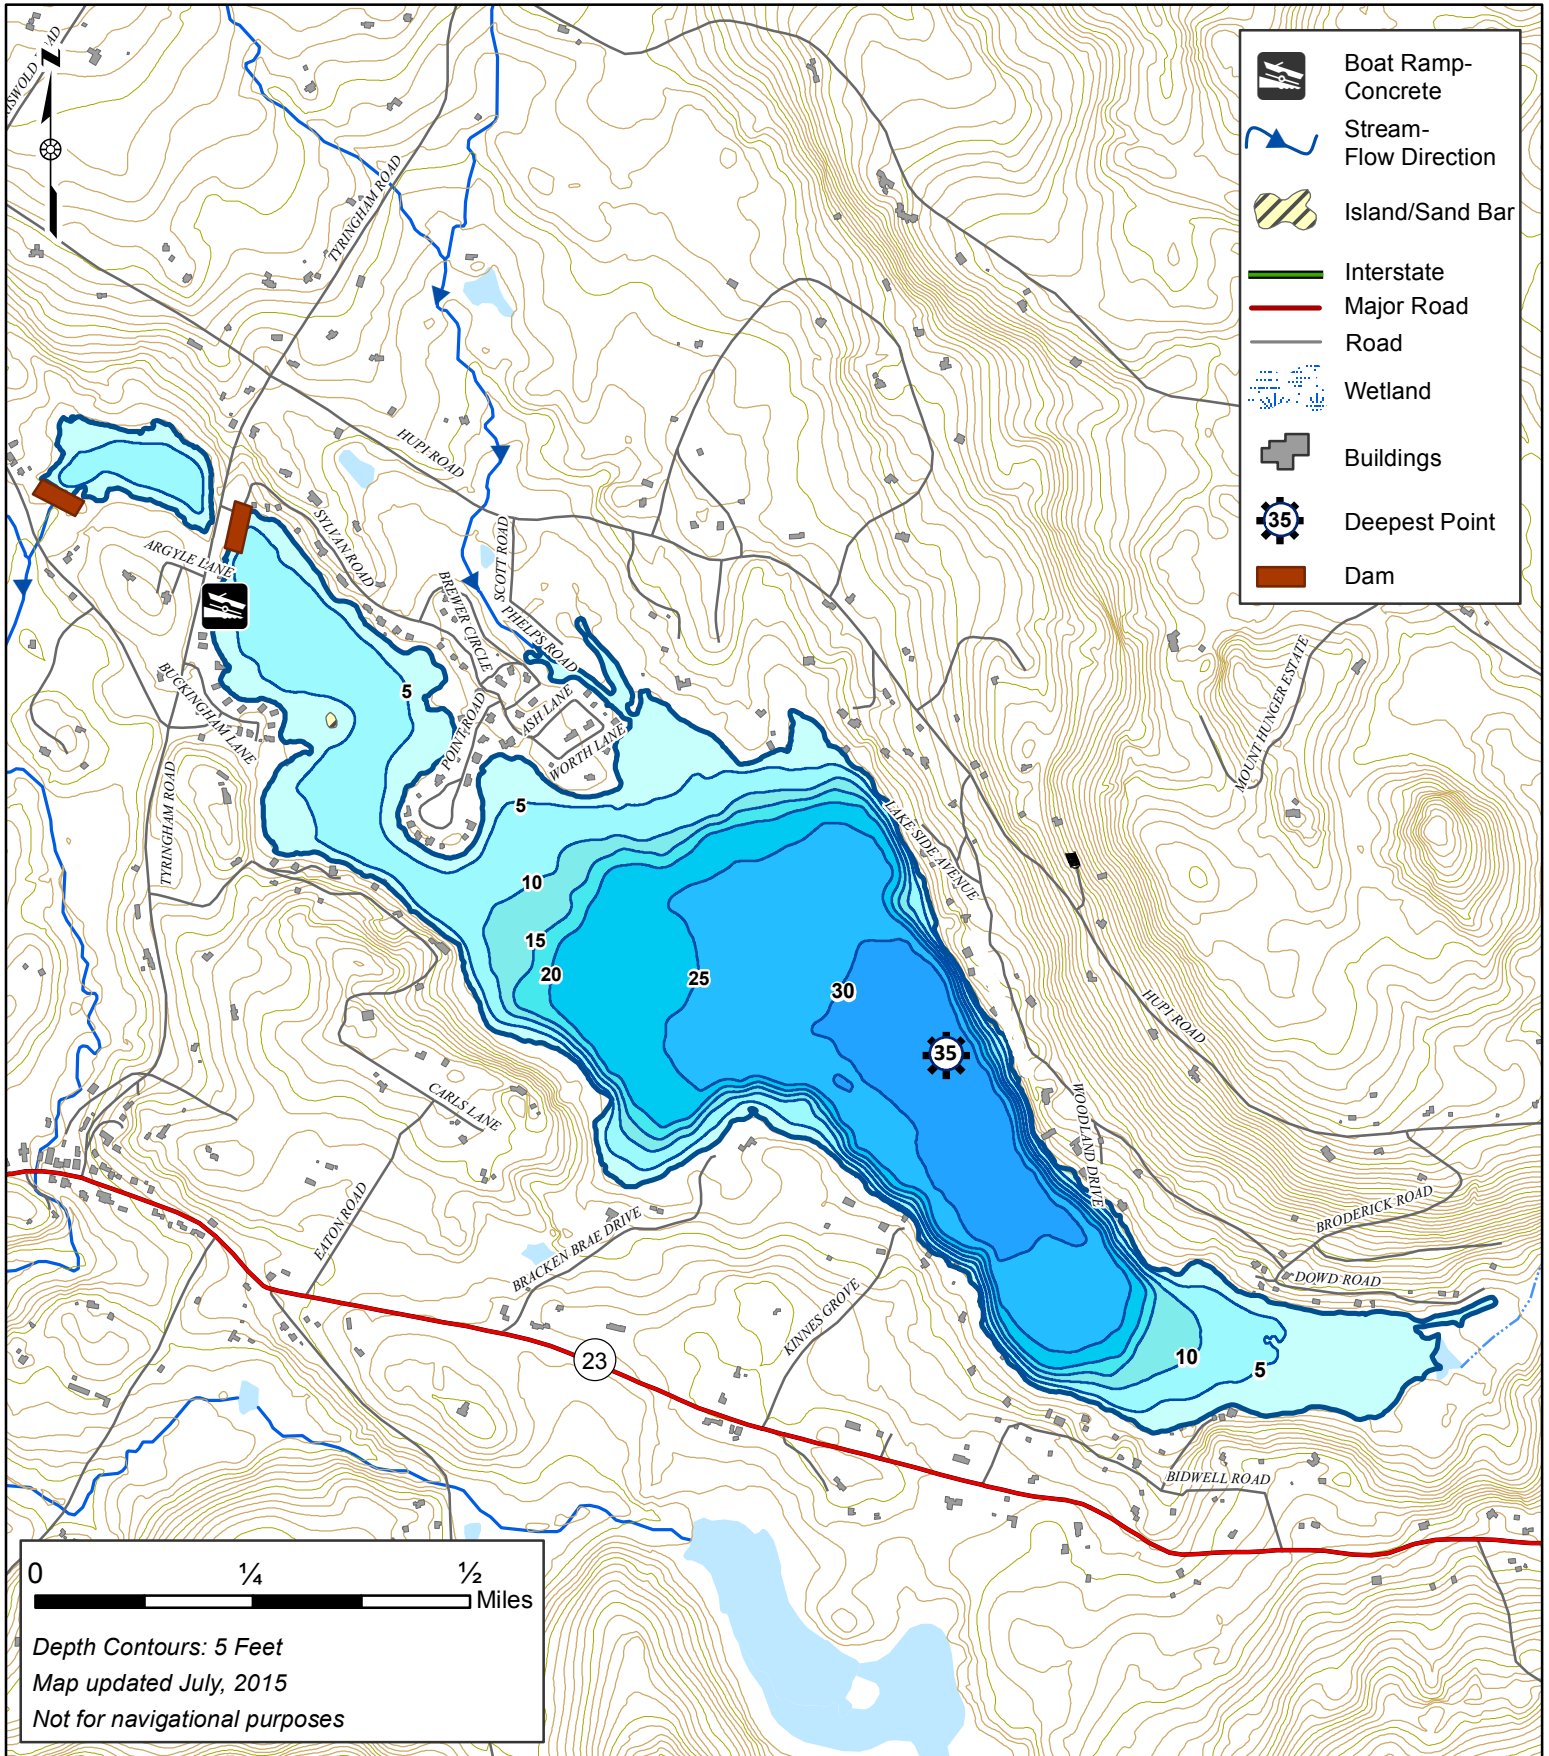 N
TYRINGHAM ROAD
HUPI ROAD
SYLVAN ROAD
ARGYLE LANE
SCOTT ROAD
BREWER CIRCLE
PHELPS ROAD
BUCKINGHAM LANE
POINT ROAD
ASH LANE
WORTH LANE
TYRINGHAM ROAD
LAKE SIDE AVENUE
MOUNT HUNGER ESTATE
HUPI ROAD
CARLS LANE
WOODLAND DRIVE
EATON ROAD
BRACKEN BRAE DRIVE
KINNES GROVE
BRODERICK ROAD
DOWD ROAD
BIDWELL ROAD
5
5
10
15
20
25
30
35
10
5
23
Boat Ramp-
Concrete
Stream-
Flow Direction
Island/Sand Bar
Interstate
Major Road
Road
Wetland
Buildings
35
Deepest Point
Dam
0 ¼ ½
Miles
Depth Contours: 5 Feet
Map updated July, 2015
Not for navigational purposes